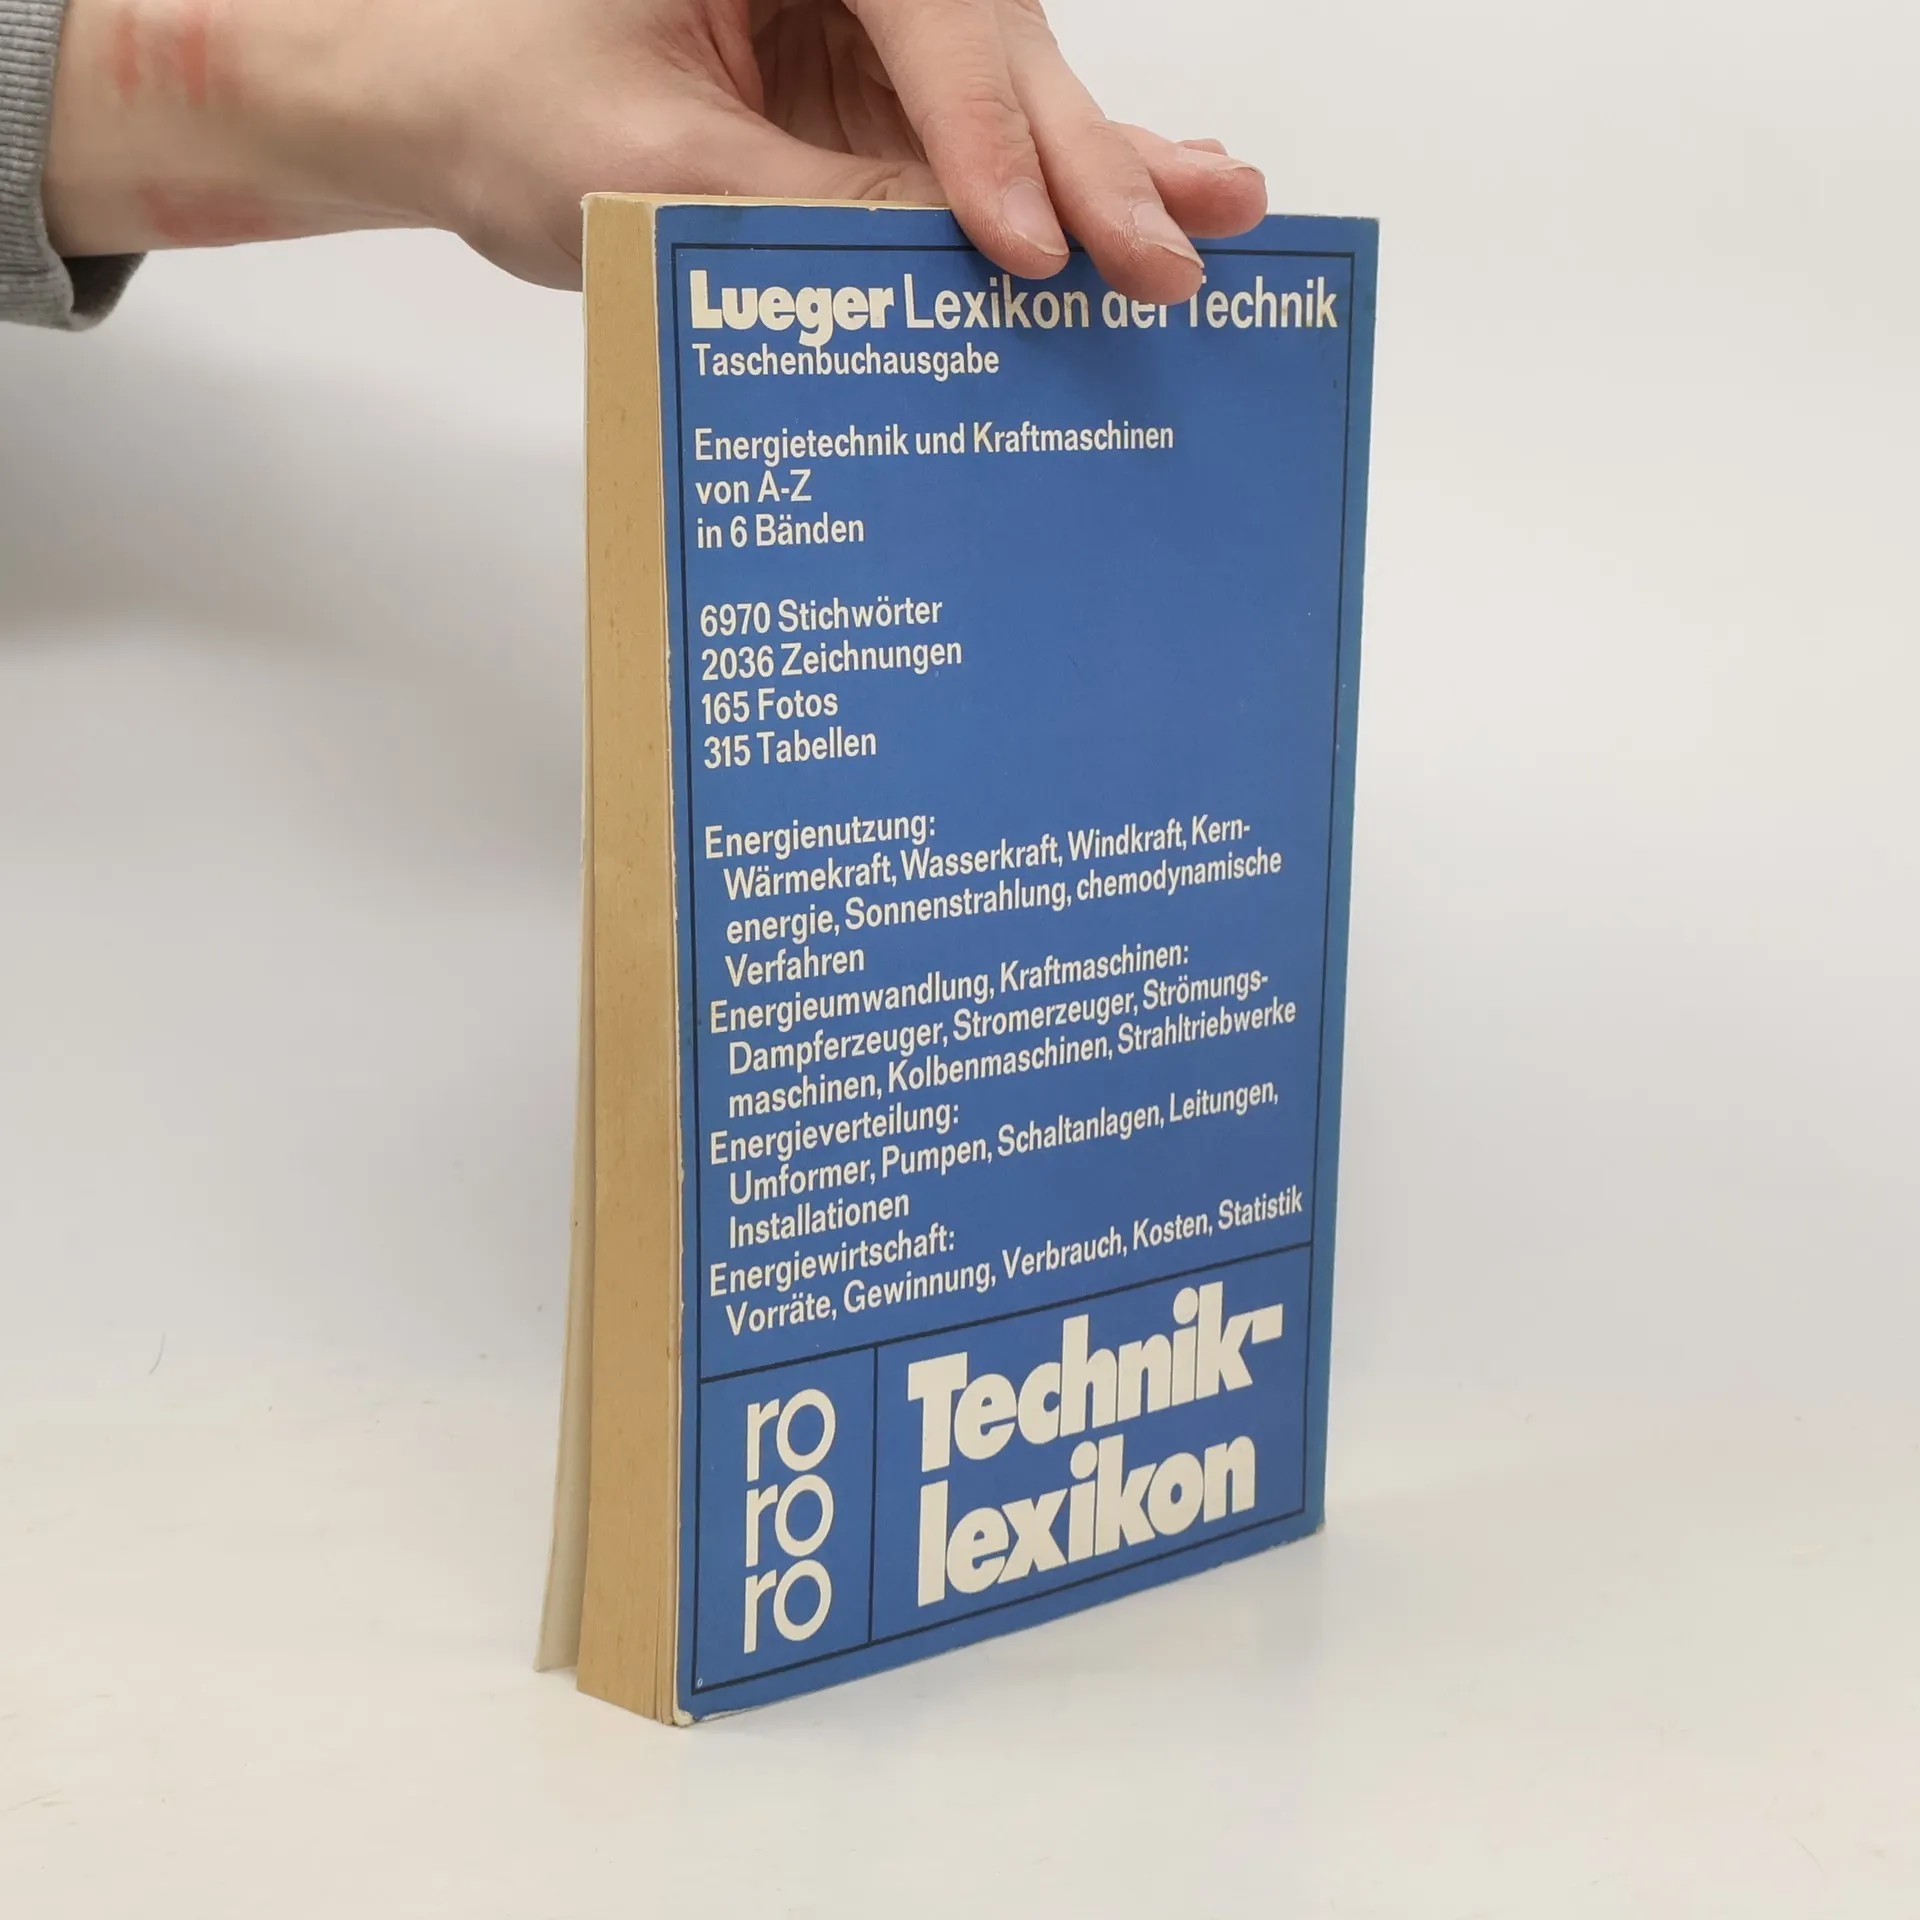 Lueger Lexikon der Technik
Taschenbuchausgabe
Energietechnik und Kraftmaschinen
von A-Z
in 6 Bänden
6970 Stichwörter
2036 Zeichnungen
165 Fotos
315 Tabellen
Energienutzung:
Wärmekraft, Wasserkraft, Windkraft, Kern-
energie, Sonnenstrahlung, chemodynamische
Verfahren
Energieumwandlung, Kraftmaschinen:
Dampferzeuger, Stromerzeuger, Strömungs-
maschinen, Kolbenmaschinen, Strahltriebwerke
Energieverteilung:
Umformer, Pumpen, Schaltanlagen, Leitungen,
Installationen
Energiewirtschaft:
Vorräte, Gewinnung, Verbrauch, Kosten, Statistik
ro
ro
ro
Technik-
lexikon